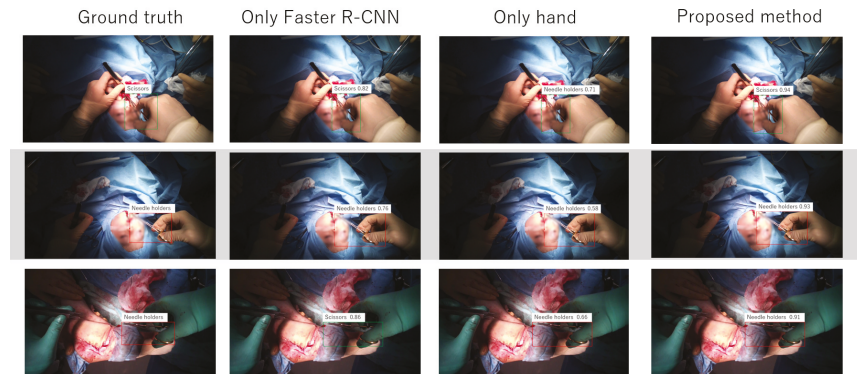 Ground truth Only Faster R-CNN Only hand Proposed method
Scissors Scissors 0.82 Needle holders 0.71 Scissors 0.94
Needle holders Needle holders 0.76 Needle holders 0.58 Needle holders 0.93
Needle holders Scissors 0.86 Needle holders 0.66 Needle holders 0.91